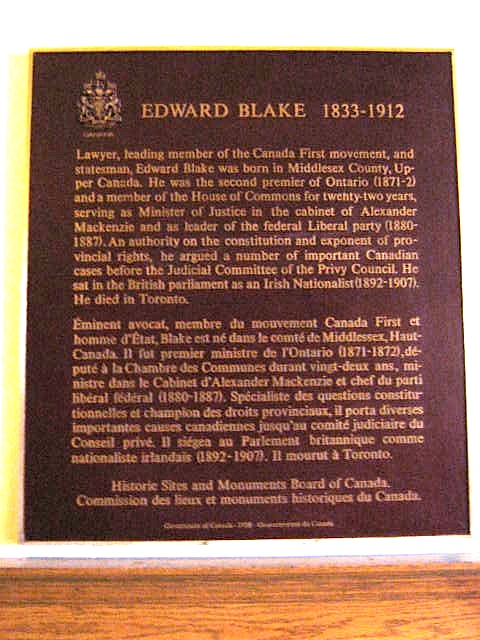 EDWARD BLAKE 1833-1912
Lawyer, leading member of the Canada First movement, and
statesman, Edward Blake was born in Middlesex County, Up-
per Canada. He was the second premier of Ontario (1871-2)
and a member of the House of Commons for twenty-two years,
serving as Minister of Justice in the cabinet of Alexander
Mackenzie and as leader of the federal Liberal party (1880-
1887). An authority on the constitution and exponent of pro-
vincial rights, he argued a number of important Canadian
cases before the Judicial Committee of the Privy Council. He
sat in the British parliament as an Irish Nationalist (1892-1907).
He died in Toronto.
Éminent avocat, membre du mouvement Canada First et
homme d'État, Blake est né dans le comté de Middlessex, Haut-
Canada. Il fut premier ministre de l'Ontario (1871-1872), dé-
puté à la Chambre des Communes durant vingt-deux ans, mi-
nistre dans le Cabinet d'Alexander Mackenzie et chef du parti
libéral fédéral (1880-1887). Spécialiste des questions constitu-
tionnelles et champion des droits provinciaux, il porta diverses
importantes causes canadiennes jusqu'au comité judiciaire du
Conseil privé. Il siégea au Parlement britannique comme
nationaliste irlandais (1892-1907). Il mourut à Toronto.
Historic Sites and Monuments Board of Canada.
Commission des lieux et monuments historiques du Canada.
Government of Canada - Gouvernement du Canada